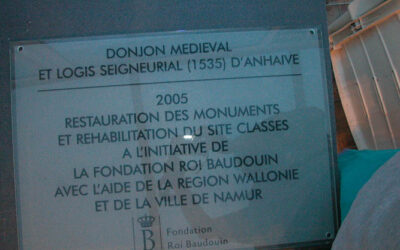 DONJON MEDIEVAL
ET LOGIS SEIGNEURIAL (1535) D'ANHAIVE
2005
RESTAURATION DES MONUMENTS
ET REHABILITATION DU SITE CLASSES
A L'INITIATIVE DE
LA FONDATION ROI BAUDOUIN
AVEC L'AIDE DE LA REGION WALLONIE
ET DE LA VILLE DE NAMUR
B
Fondation
Roi Baudouin